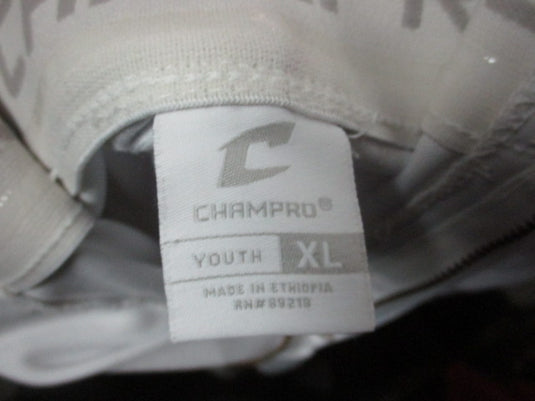 C
CHAMPRO®
YOUTH XL
MADE IN ETHIOPIA
RN#89219